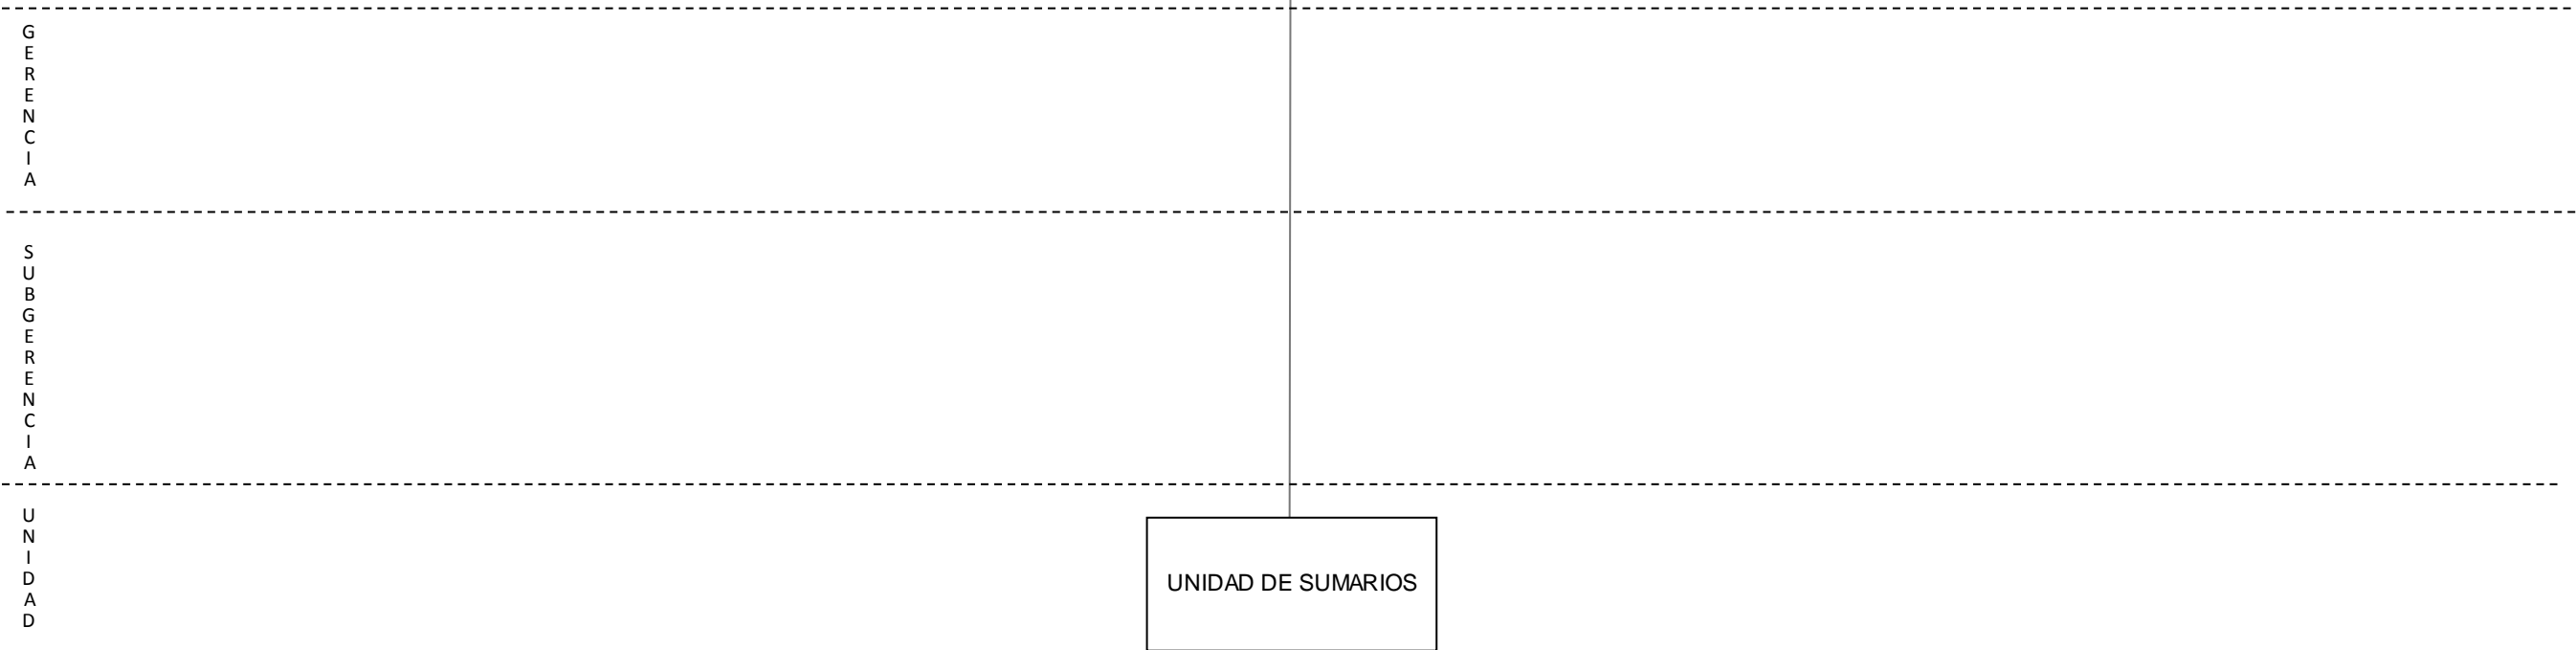 GERENCIA
SUBGERENCIA
UNIDAD
UNIDAD DE SUMARIOS